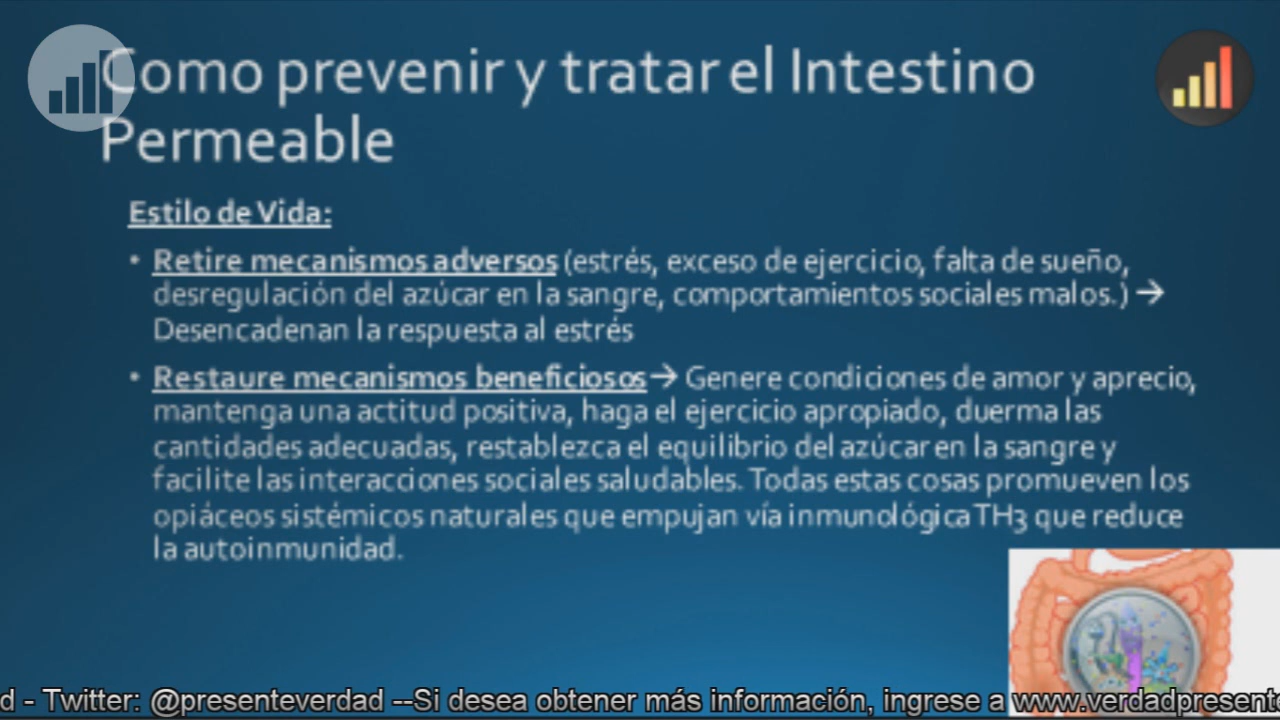 Como prevenir y tratar el Intestino
Permeable
Estilo de Vida:
• Retire mecanismos adversos (estrés, exceso de ejercicio, falta de sueño,
desregulación del azúcar en la sangre, comportamientos sociales malos.) →
Desencadenan la respuesta al estrés
• Restaure mecanismos beneficiosos→ Genere condiciones de amor y aprecio,
mantenga una actitud positiva, haga el ejercicio apropiado, duerma las
cantidades adecuadas, restablezca el equilibrio del azúcar en la sangre y
facilite las interacciones sociales saludables. Todas estas cosas promueven los
opiáceos sistémicos naturales que empujan vía inmunológica TH3 que reduce
la autoinmunidad.
d - Twitter: @presenteverdad --Si desea obtener más información, ingrese a www.verdadpresente